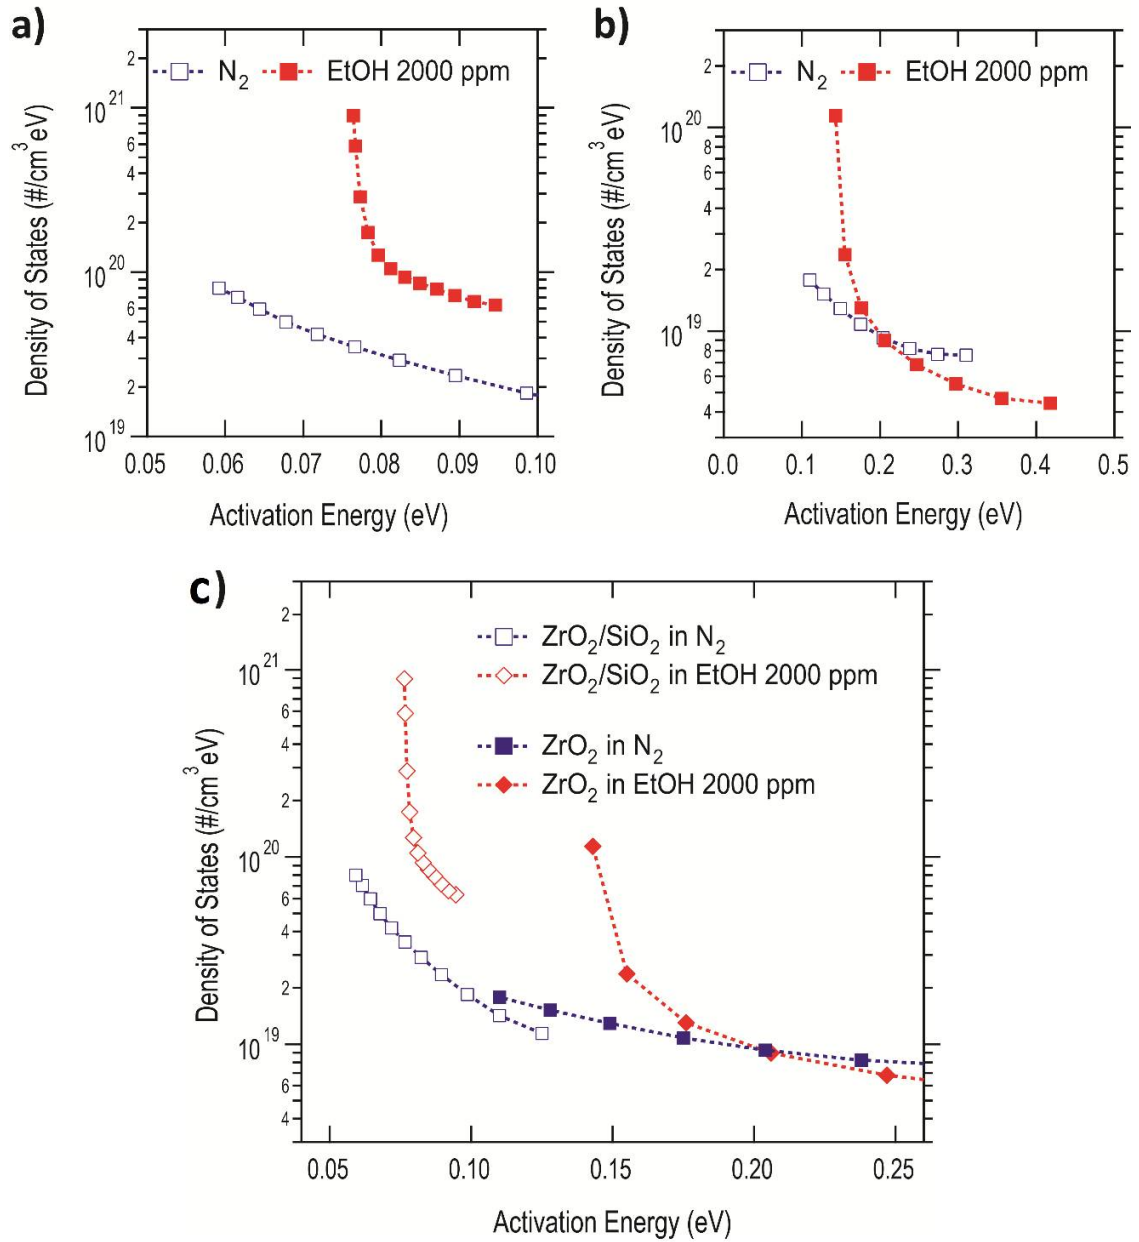 a)
N2 EtOH 2000 ppm
Density of States (#/cm3eV)
2
10^21
8
6
4
2
10^20
8
6
4
2
10^19
0.05 0.06 0.07 0.08 0.09 0.10
Activation Energy (eV)
b)
N2 EtOH 2000 ppm
Density of States (#/cm3eV)
2
10^20
8
6
4
2
10^19
8
6
4
0.0 0.1 0.2 0.3 0.4 0.5
Activation Energy (eV)
c)
ZrO2/SiO2 in N2
ZrO2/SiO2 in EtOH 2000 ppm
ZrO2 in N2
ZrO2 in EtOH 2000 ppm
Density of States (#/cm3eV)
2
10^21
6
4
2
10^20
6
4
2
10^19
6
4
0.05 0.10 0.15 0.20 0.25
Activation Energy (eV)